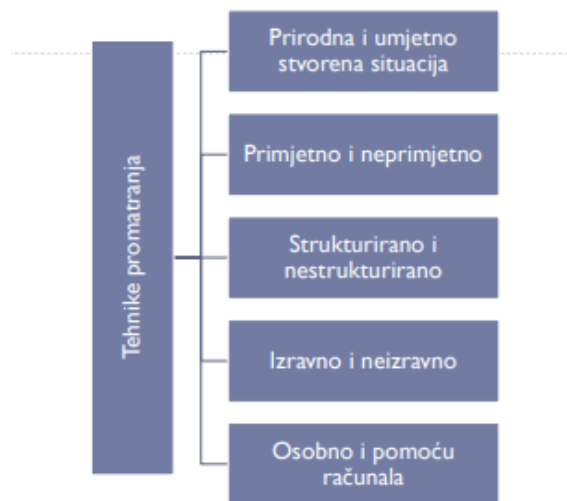 Tehnike promatranja
Prirodna i umjetno
stvorena situacija
Primjetno i neprimjetno
Strukturirano i
nestrukturirano
Izravno i neizravno
Osobno i pomoću
računala